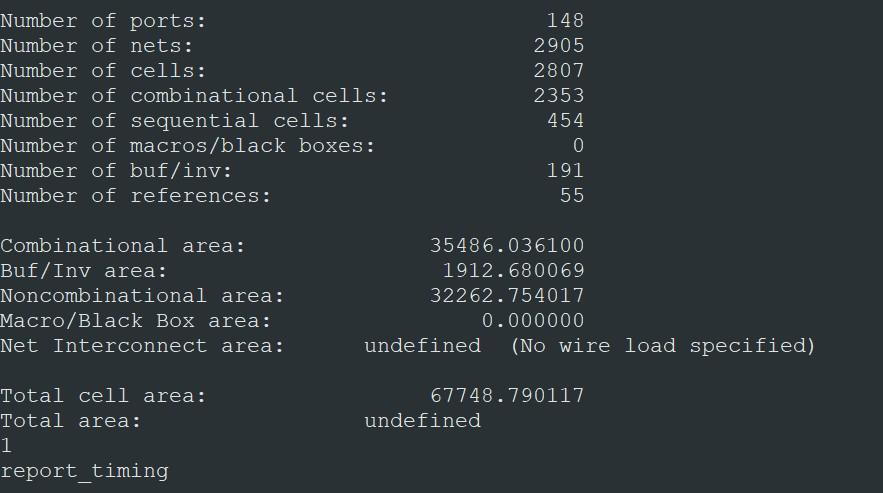 Number of ports: 148
Number of nets: 2905
Number of cells: 2807
Number of combinational cells: 2353
Number of sequential cells: 454
Number of macros/black boxes: 0
Number of buf/inv: 191
Number of references: 55
Combinational area: 35486.036100
Buf/Inv area: 1912.680069
Noncombinational area: 32262.754017
Macro/Black Box area: 0.000000
Net Interconnect area: undefined (No wire load specified)
Total cell area: 67748.790117
Total area: undefined
1
report_timing